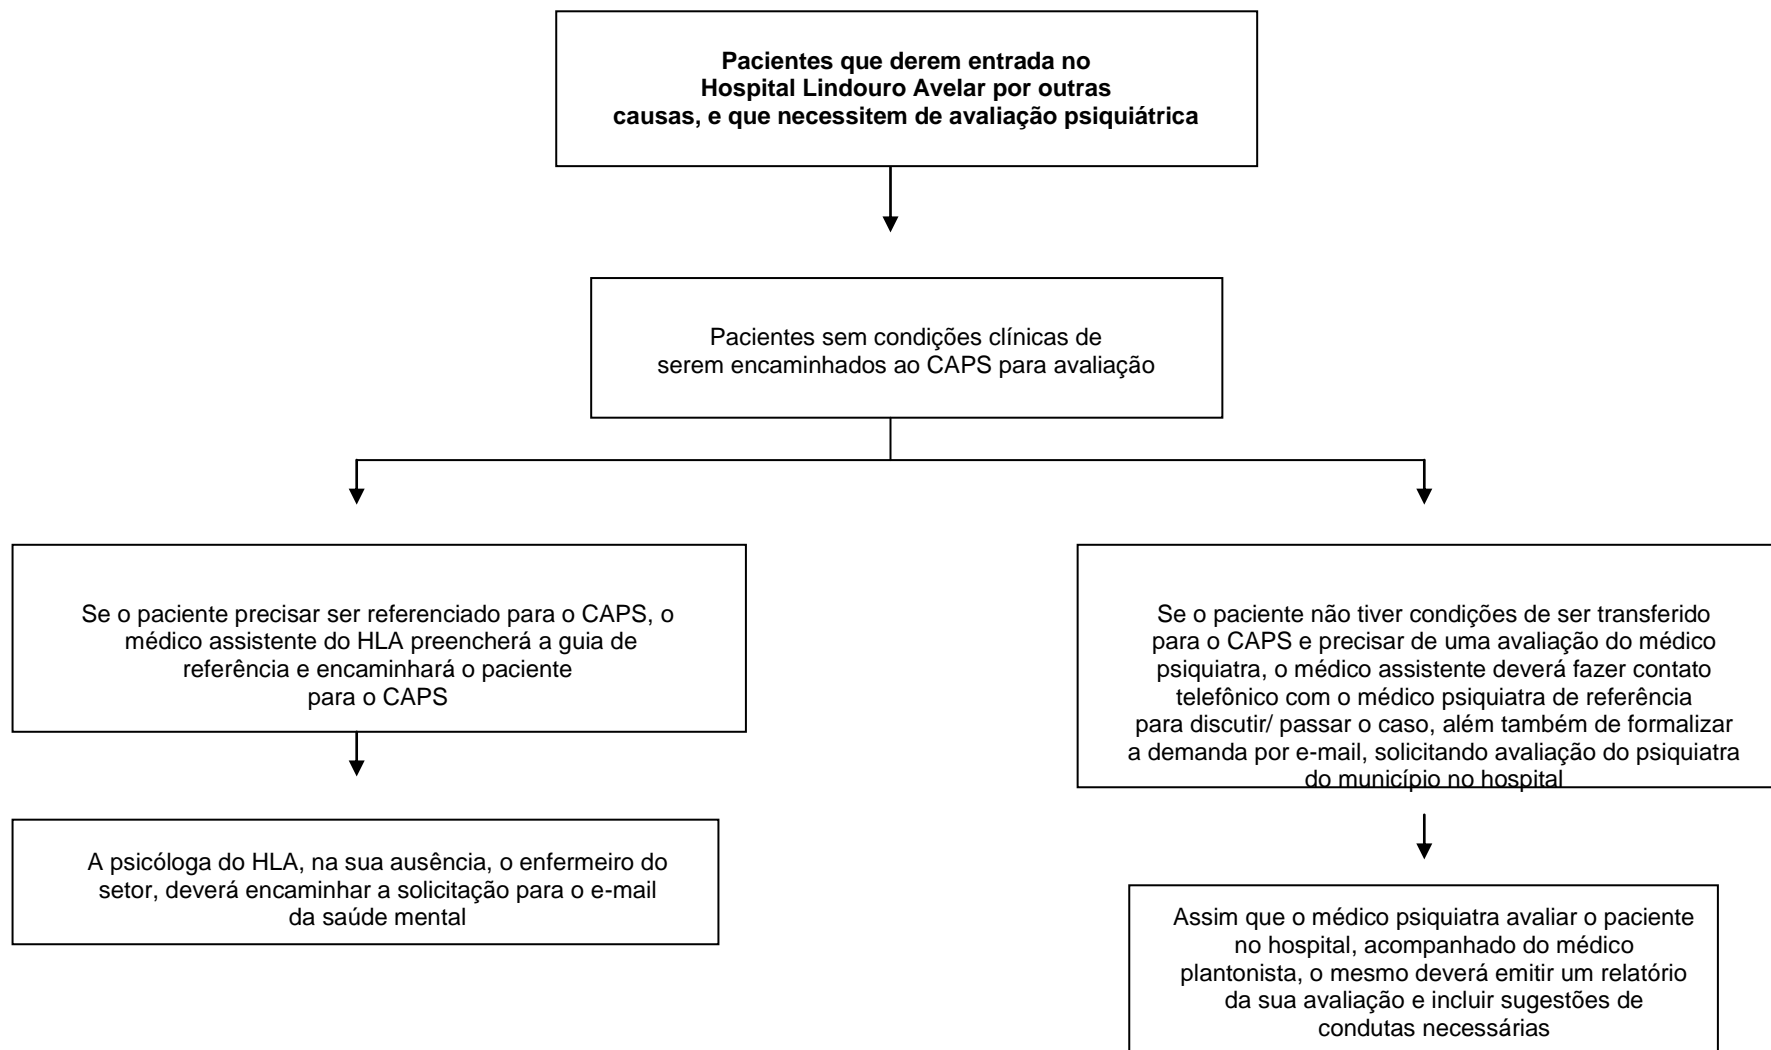 Pacientes que derem entrada no
Hospital Lindouro Avelar por outras
causas, e que necessitem de avaliação psiquiátrica
Pacientes sem condições clínicas de
serem encaminhados ao CAPS para avaliação
Se o paciente precisar ser referenciado para o CAPS, o
médico assistente do HLA preencherá a guia de
referência e encaminhará o paciente
para o CAPS
A psicóloga do HLA, na sua ausência, o enfermeiro do
setor, deverá encaminhar a solicitação para o e-mail
da saúde mental
Se o paciente não tiver condições de ser transferido
para o CAPS e precisar de uma avaliação do médico
psiquiatra, o médico assistente deverá fazer contato
telefônico com o médico psiquiatra de referência
para discutir/ passar o caso, além também de formalizar
a demanda por e-mail, solicitando avaliação do psiquiatra
do município no hospital
Assim que o médico psiquiatra avaliar o paciente
no hospital, acompanhado do médico
plantonista, o mesmo deverá emitir um relatório
da sua avaliação e incluir sugestões de
condutas necessárias